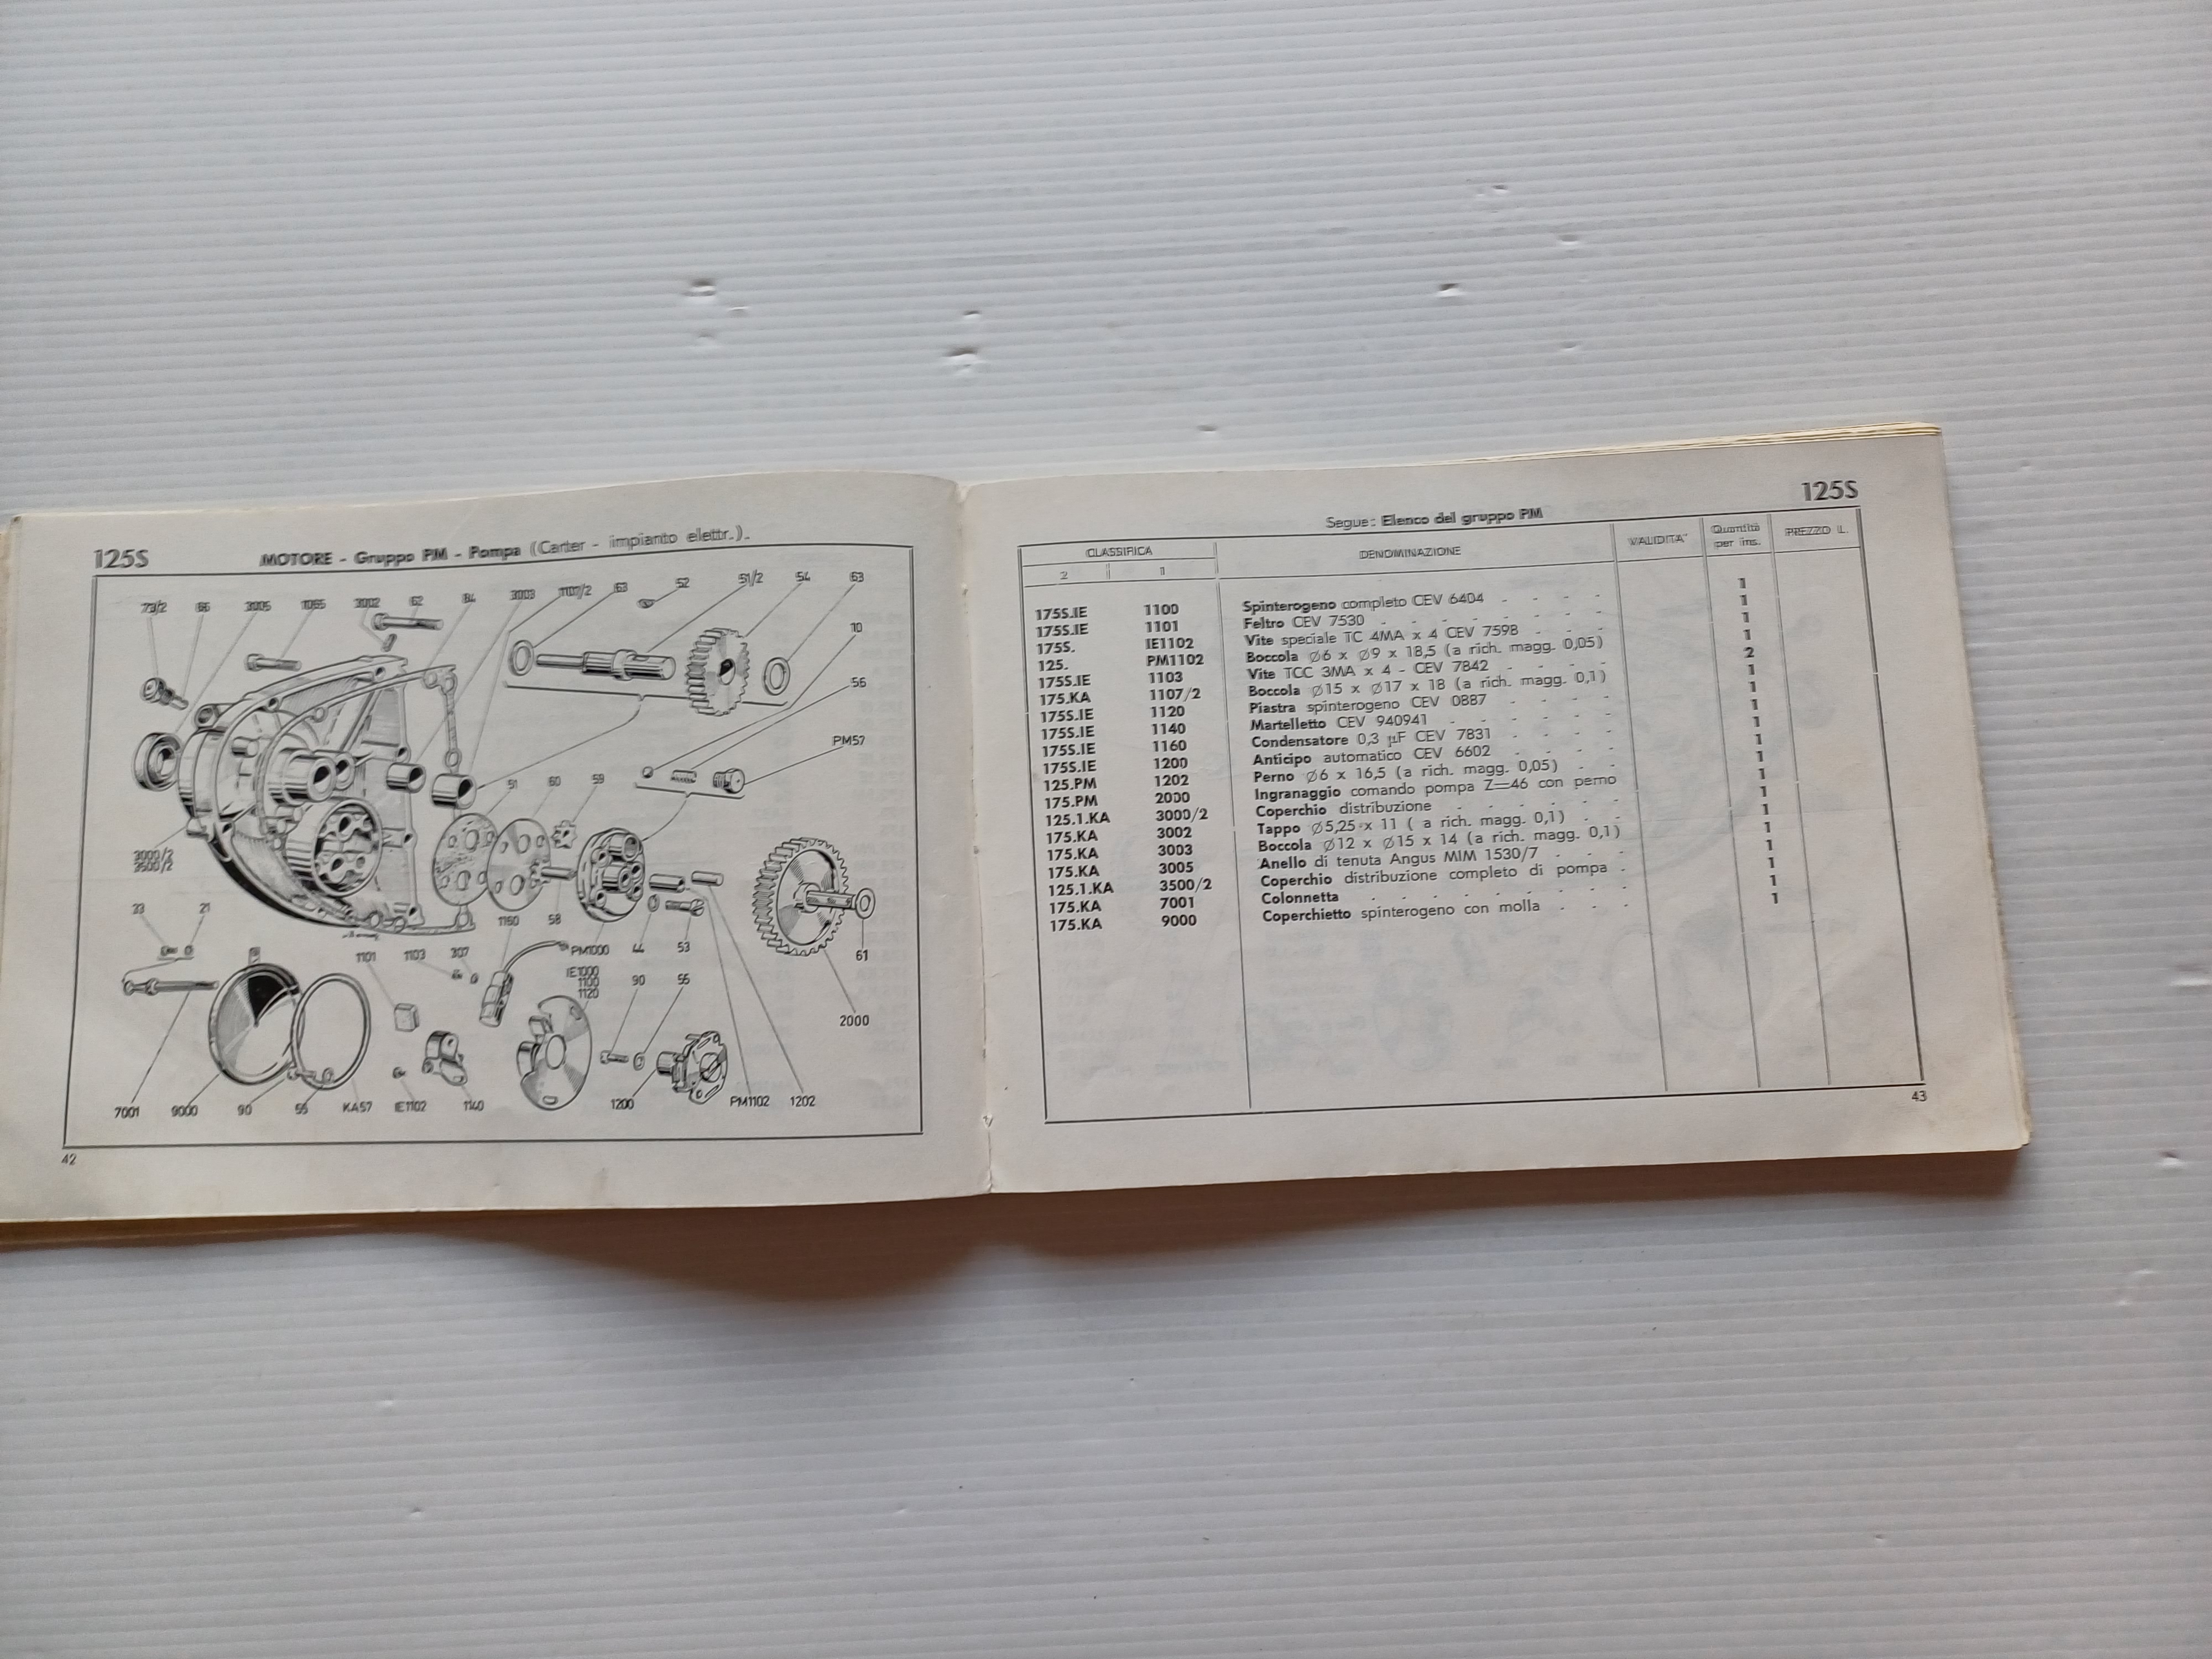 125S
MOTORE - Gruppo PM - Pompa (Carter - impianto elettr.).
73/2 66 3005 1065 3002 62 84 3003 1107/2 63 52 51/2 54 63
10
56
PM57
51 60 59
3000/2
3500/2
33 21
1160 58 PM1000 44 53 61
1101 1103 307
IE1000
1100
1120
90 55
2000
7001 9000 90 55 KA57 IE1102 1140 1200 PM1102 1202
42
125S
Segue: Elenco del gruppo PM
CLASSIFICA DENOMINAZIONE VALIDITA' Quantità per ins. PREZZO L.
2 1
175S.IE 1100 Spinterogeno completo CEV 6404 - - - - 1
175S.IE 1101 Feltro CEV 7530 - - - - - - - 1
175S. IE1102 Vite speciale TC 4MA x 4 CEV 7598 - - - 1
125. PM1102 Boccola Ø6 x Ø9 x 18,5 (a rich. magg. 0,05) 1
175S.IE 1103 Vite TCC 3MA x 4 - CEV 7842 - - - - 2
175.KA 1107/2 Boccola Ø15 x Ø17 x 18 (a rich. magg. 0,1) 1
175S.IE 1120 Piastra spinterogeno CEV 0887 - - - - 1
175S.IE 1140 Martelletto CEV 940941 - - - - - - 1
175S.IE 1160 Condensatore 0,3 µF CEV 7831 - - - - 1
175S.IE 1200 Anticipo automatico CEV 6602 - - - - 1
125.PM 1202 Perno Ø6 x 16,5 (a rich. magg. 0,05) - - 1
175.PM 2000 Ingranaggio comando pompa Z=46 con perno 1
125.1.KA 3000/2 Coperchio distribuzione - - - - - - 1
175.KA 3002 Tappo Ø5,25 x 11 ( a rich. magg. 0,1) - - 1
175.KA 3003 Boccola Ø12 x Ø15 x 14 (a rich. magg. 0,1) 1
175.KA 3005 Anello di tenuta Angus MIM 1530/7 - - - 1
125.1.KA 3500/2 Coperchio distribuzione completo di pompa - 1
175.KA 7001 Colonnetta - - - - - - - - 1
175.KA 9000 Coperchietto spinterogeno con molla - - - 1
43